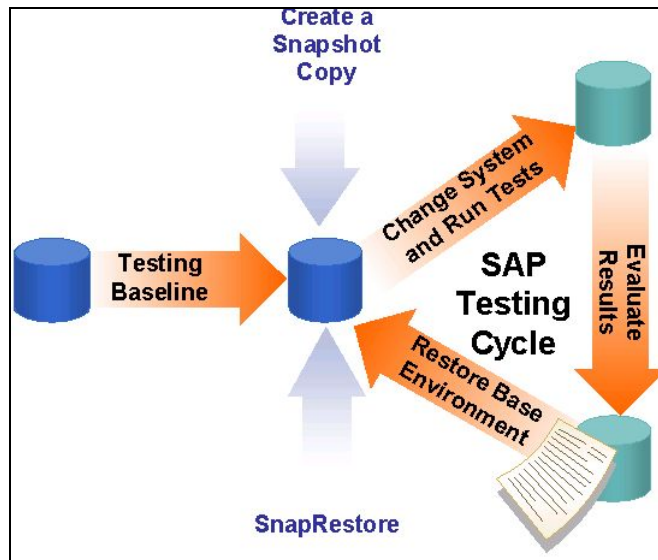 Create a
Snapshot
Copy
Testing
Baseline
Change System
and Run Tests
SAP
Testing
Cycle
Evaluate
Results
Restore Base
Environment
SnapRestore